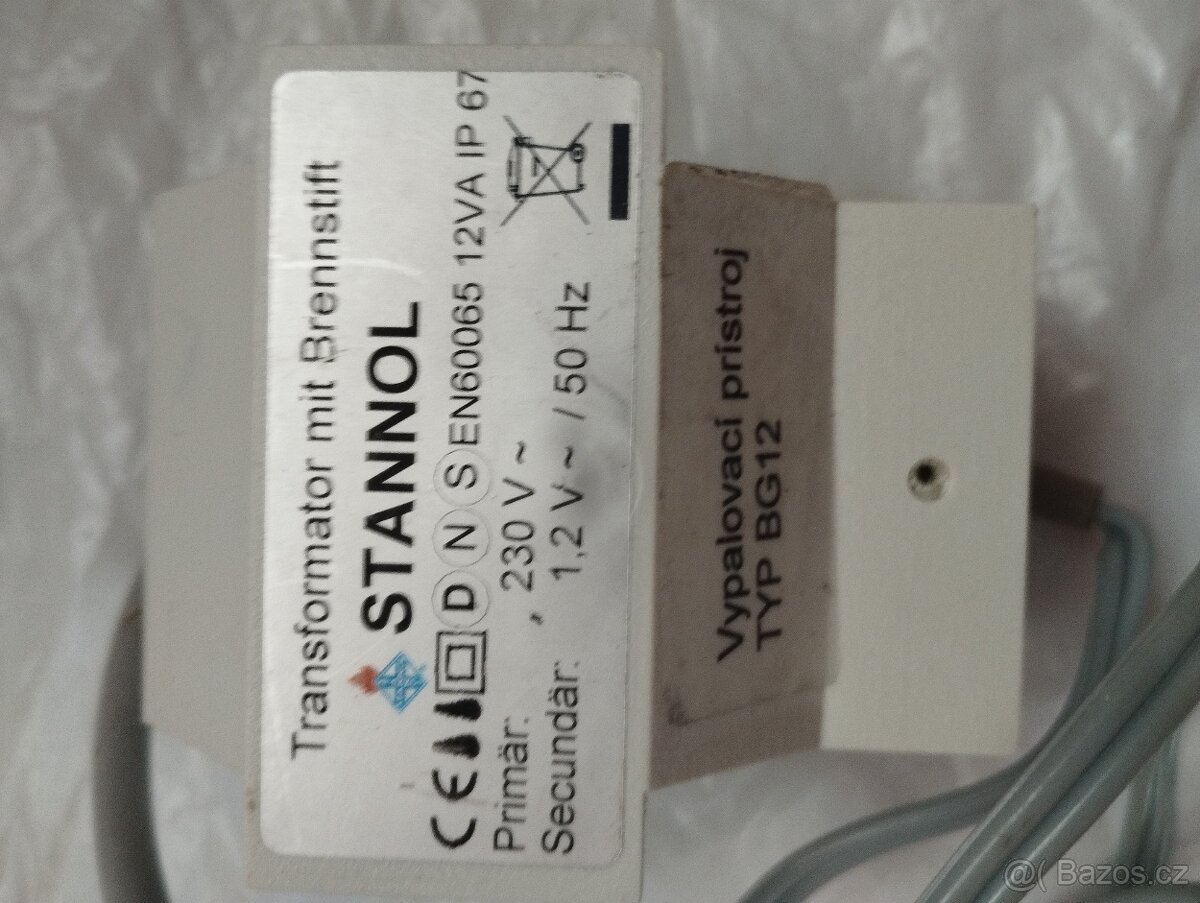 Transformator mit Brennstift
STANNOL
CE D N S EN60065 12VA IP 67
Primär: , 230 V ~
Secundär: 1,2 V ~ / 50 Hz
Vypalovací prístroj
TYP BG12
@( Bazos.cz